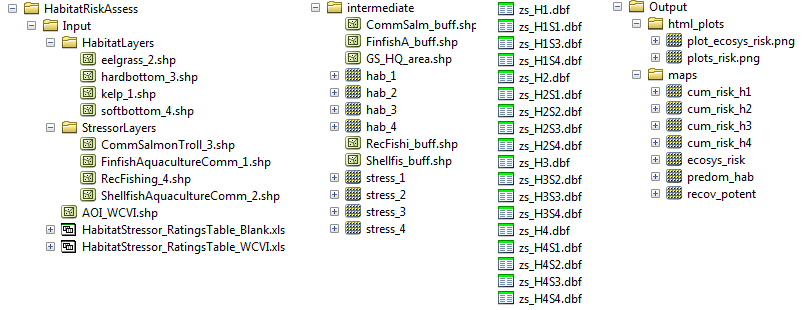 HabitatRiskAssess
Input
HabitatLayers
eelgrass_2.shp
hardbottom_3.shp
kelp_1.shp
softbottom_4.shp
StressorLayers
CommSalmonTroll_3.shp
FinfishAquacultureComm_1.shp
RecFishing_4.shp
ShellfishAquacultureComm_2.shp
AOI_WCVI.shp
HabitatStressor_RatingsTable_Blank.xls
HabitatStressor_RatingsTable_WCVI.xls
intermediate
CommSalm_buff.shp
FinfishA_buff.shp
GS_HQ_area.shp
hab_1
hab_2
hab_3
hab_4
RecFishi_buff.shp
Shellfis_buff.shp
stress_1
stress_2
stress_3
stress_4
zs_H1.dbf
zs_H1S1.dbf
zs_H1S3.dbf
zs_H1S4.dbf
zs_H2.dbf
zs_H2S1.dbf
zs_H2S2.dbf
zs_H2S3.dbf
zs_H2S4.dbf
zs_H3.dbf
zs_H3S2.dbf
zs_H3S3.dbf
zs_H3S4.dbf
zs_H4.dbf
zs_H4S1.dbf
zs_H4S2.dbf
zs_H4S3.dbf
zs_H4S4.dbf
Output
html_plots
plot_ecosys_risk.png
plots_risk.png
maps
cum_risk_h1
cum_risk_h2
cum_risk_h3
cum_risk_h4
ecosys_risk
predom_hab
recov_potent